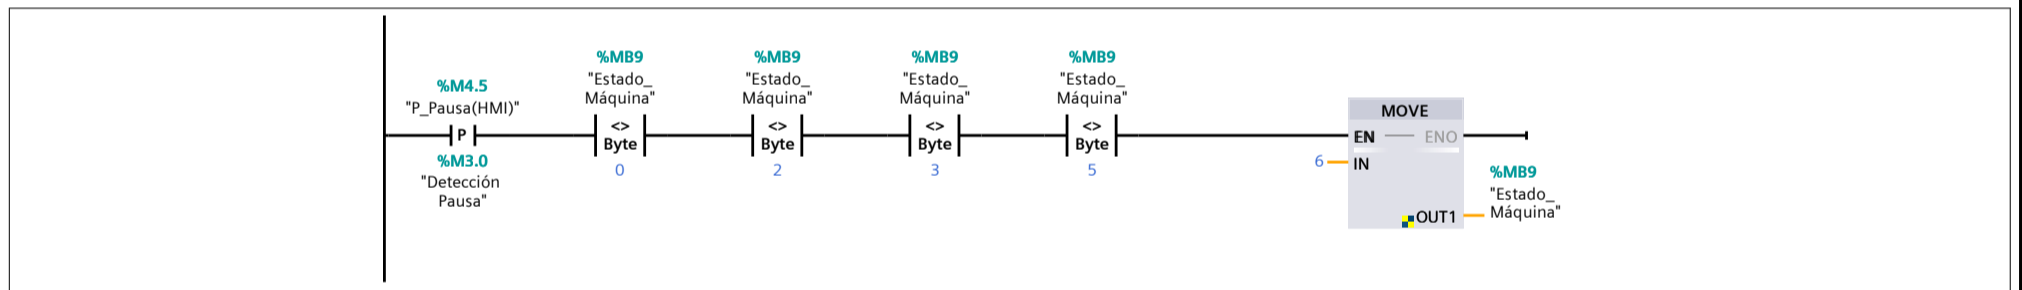 %M4.5
"P_Pausa(HMI)"
P
%M3.0
"Detección
Pausa"
%MB9
"Estado_
Máquina"
<>
Byte
0
%MB9
"Estado_
Máquina"
<>
Byte
2
%MB9
"Estado_
Máquina"
<>
Byte
3
%MB9
"Estado_
Máquina"
<>
Byte
5
MOVE
EN ENO
6 IN
OUT1
%MB9
"Estado_
Máquina"